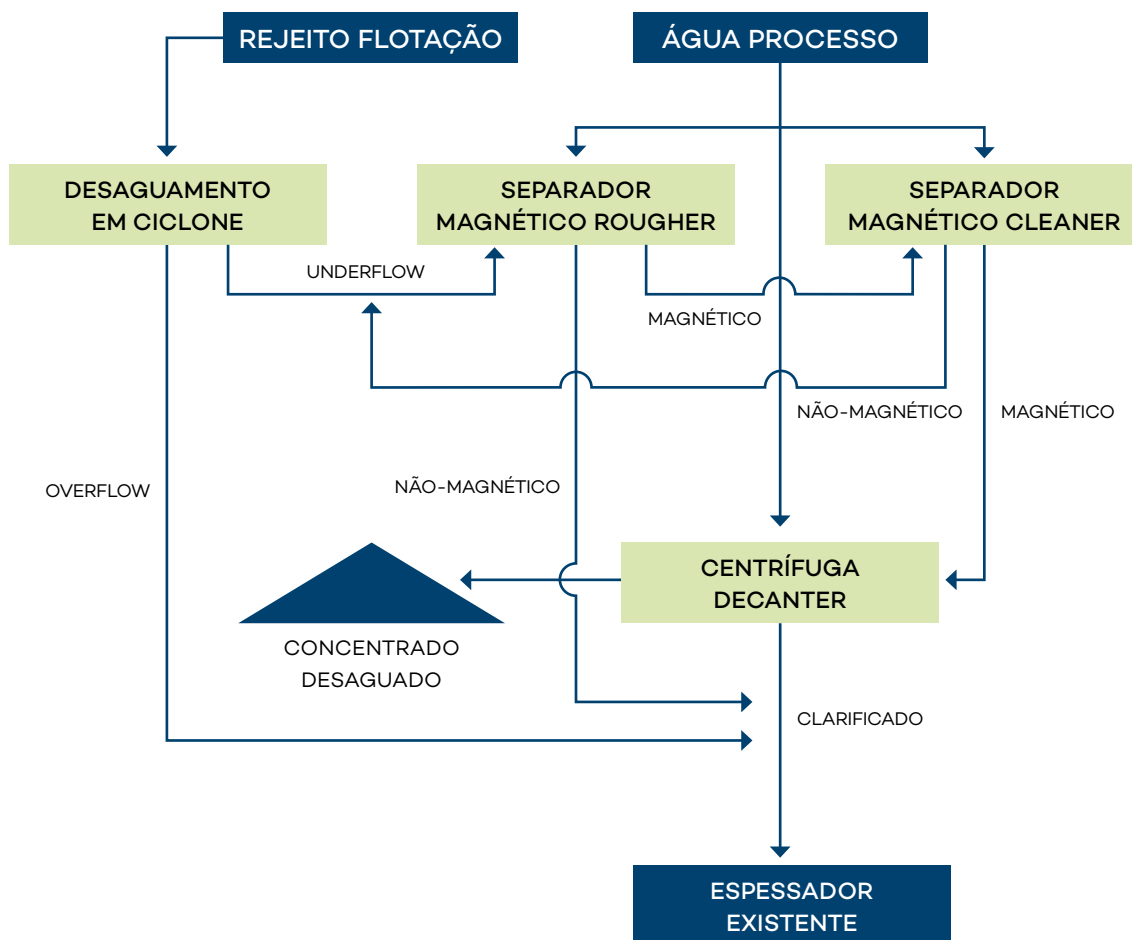 REJEITO FLOTAÇÃO
ÁGUA PROCESSO
DESAGUAMENTO
EM CICLONE
SEPARADOR
MAGNÉTICO ROUGHER
SEPARADOR
MAGNÉTICO CLEANER
UNDERFLOW
MAGNÉTICO
NÃO-MAGNÉTICO
MAGNÉTICO
OVERFLOW
NÃO-MAGNÉTICO
CENTRÍFUGA
DECANTER
CONCENTRADO
DESAGUADO
CLARIFICADO
ESPESSADOR
EXISTENTE